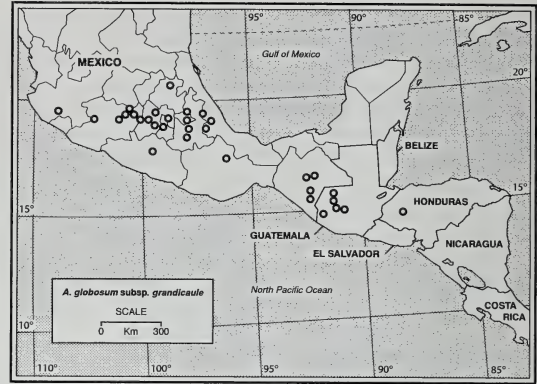 95°
90°
85°
Gulf of Mexico
MEXICO
20°
BELIZE
15°
HONDURAS
15°
GUATEMALA
NICARAGUA
EL SALVADOR
A. globosum subsp. grandicaule
SCALE
0 Km 300
North Pacific Ocean
COSTA
RICA
10°
110°
100°
95°
90°
85°